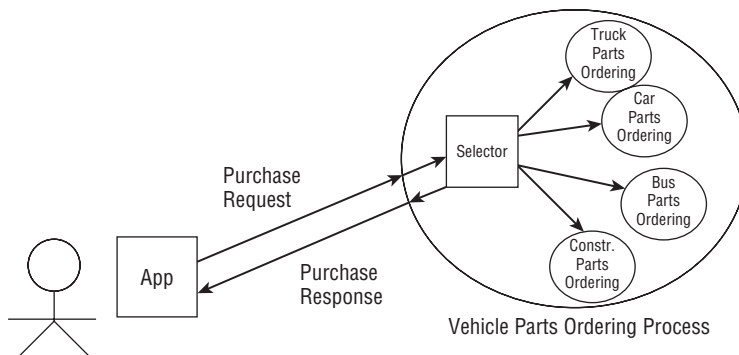 Truck
Parts
Ordering
Car
Parts
Ordering
Selector
Purchase
Request
Bus
Parts
Ordering
Constr.
Parts
Ordering
App
Purchase
Response
Vehicle Parts Ordering Process